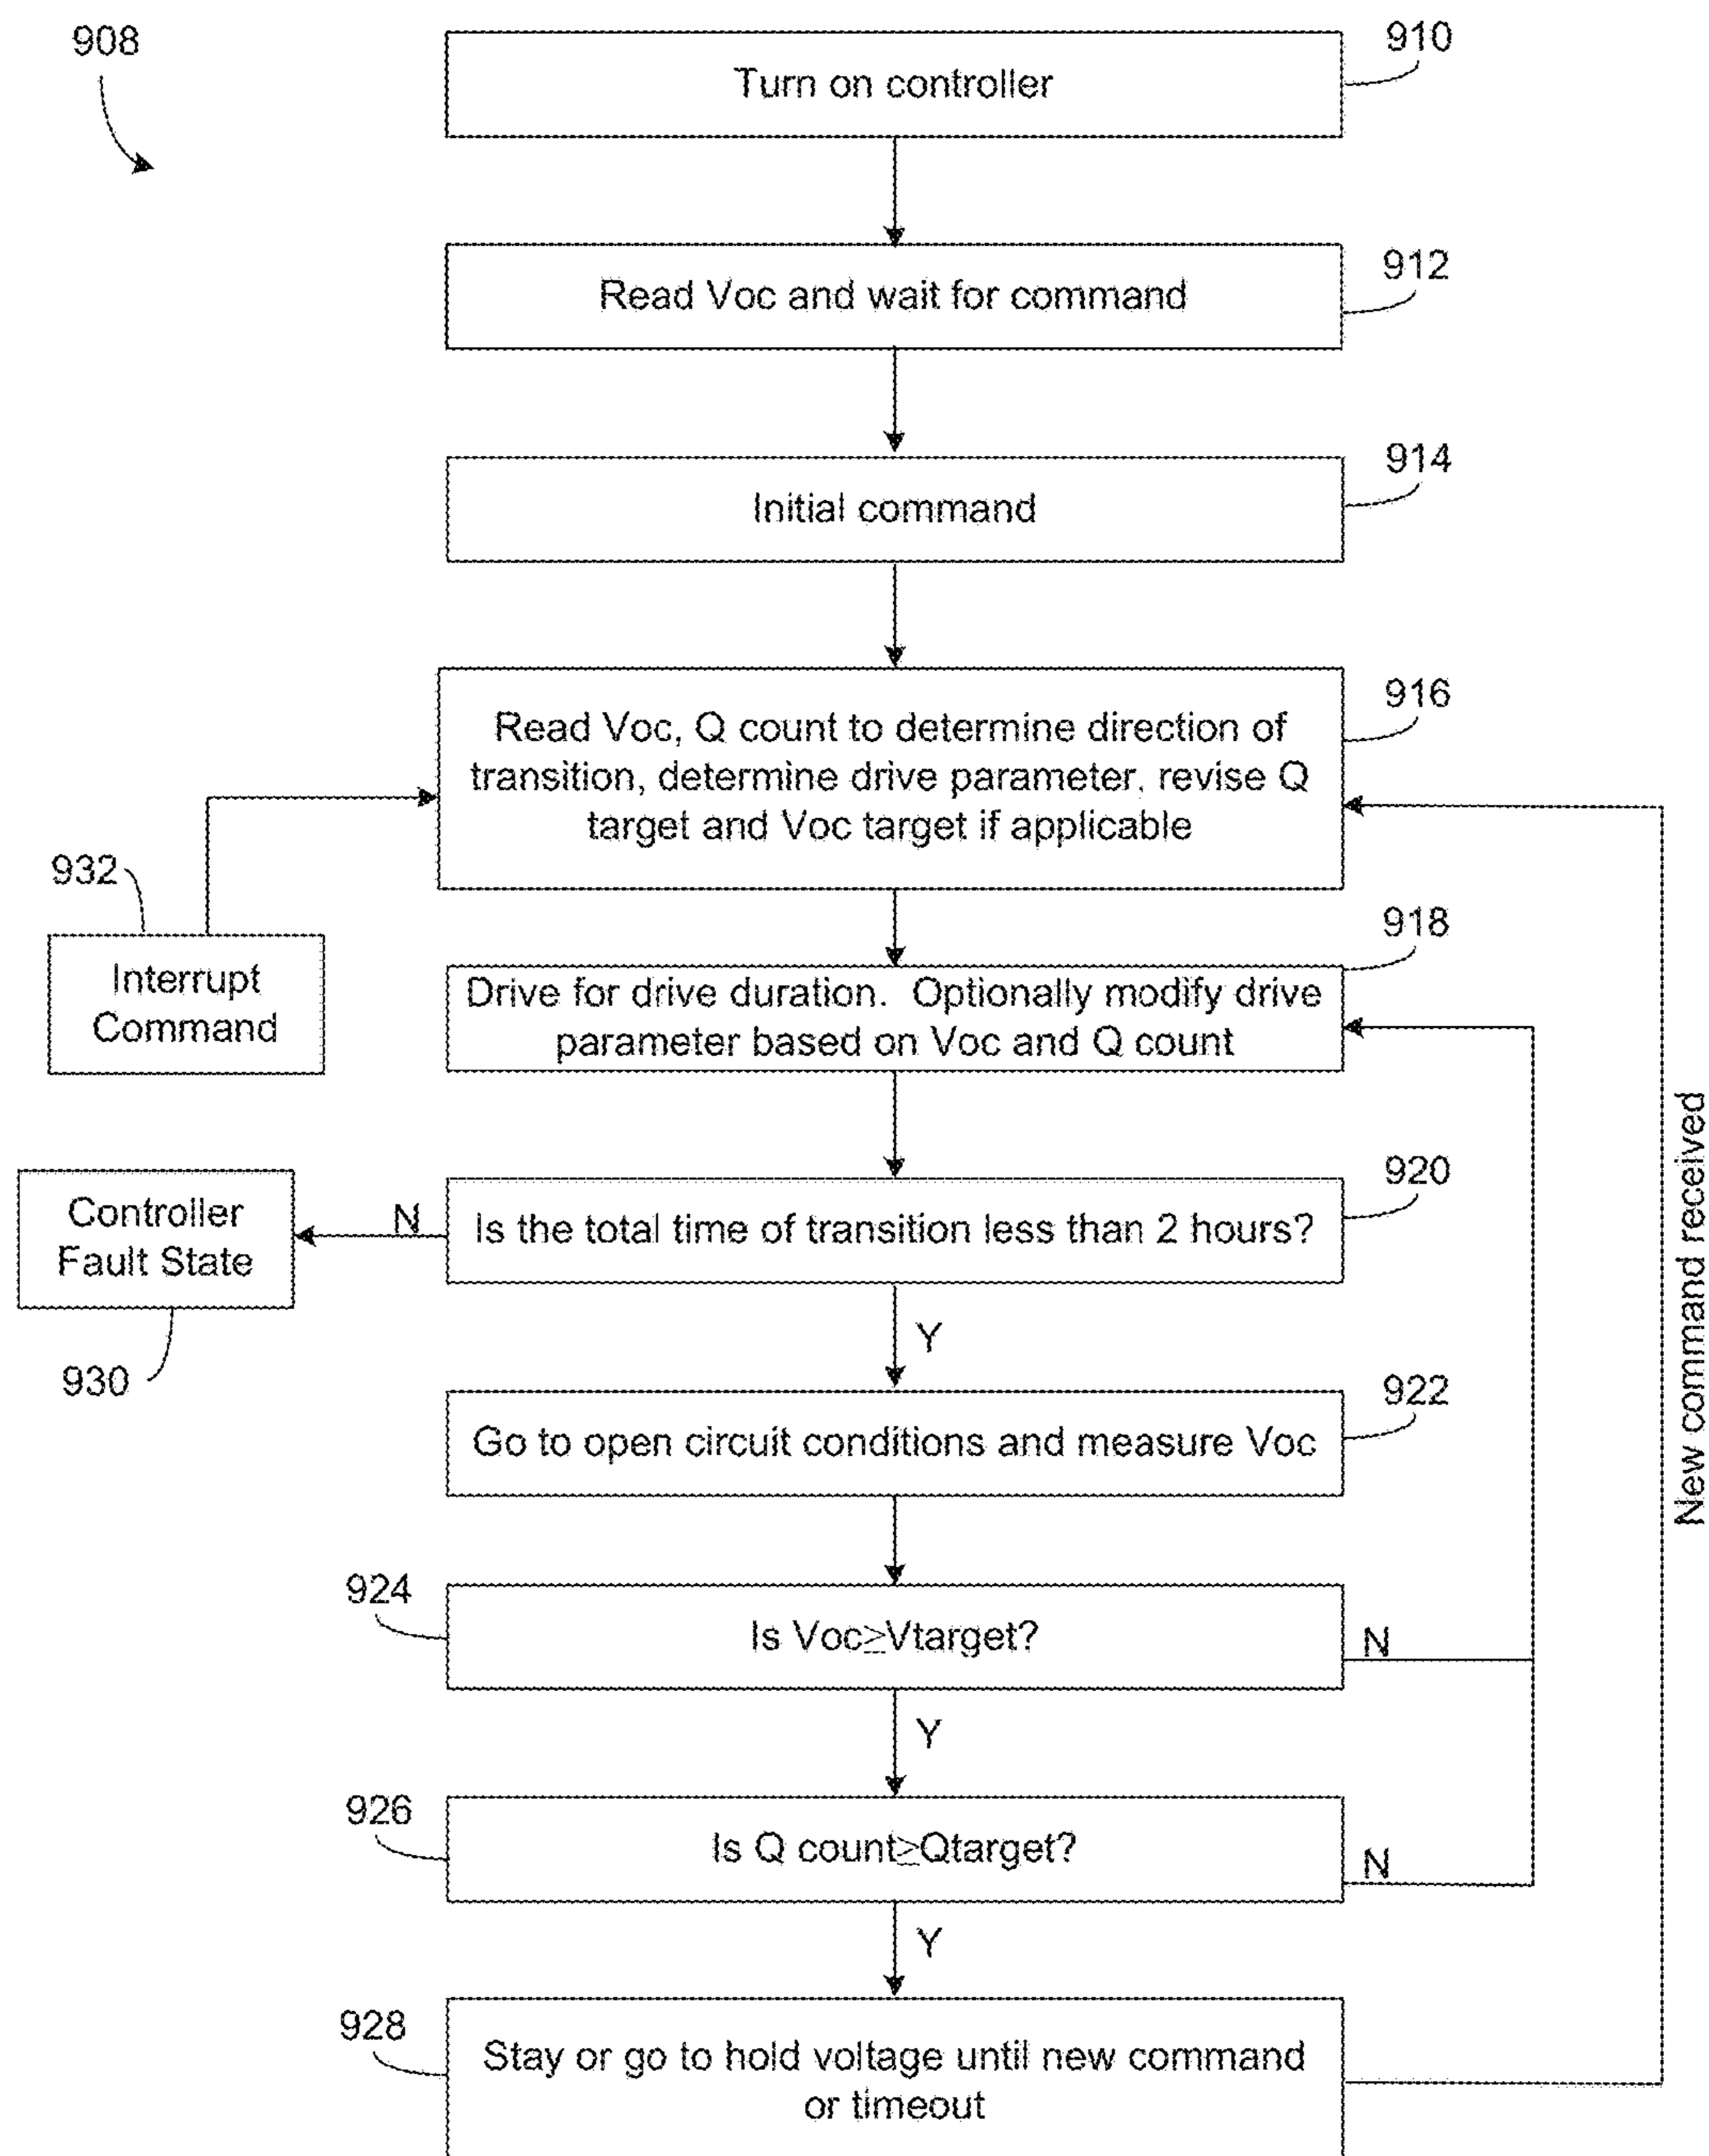 908
910
Turn on controller
912
Read Voc and wait for command
914
Initial command
916
Read Voc, Q count to determine direction of
transition, determine drive parameter, revise Q
target and Voc target if applicable
932
Interrupt
Command
918
Drive for drive duration. Optionally modify drive
parameter based on Voc and Q count
920
Is the total time of transition less than 2 hours?
N
Controller
Fault State
930
Y
922
Go to open circuit conditions and measure Voc
New command received
924
Is Voc≥Vtarget?
N
Y
926
Is Q count≥Qtarget?
N
Y
928
Stay or go to hold voltage until new command
or timeout